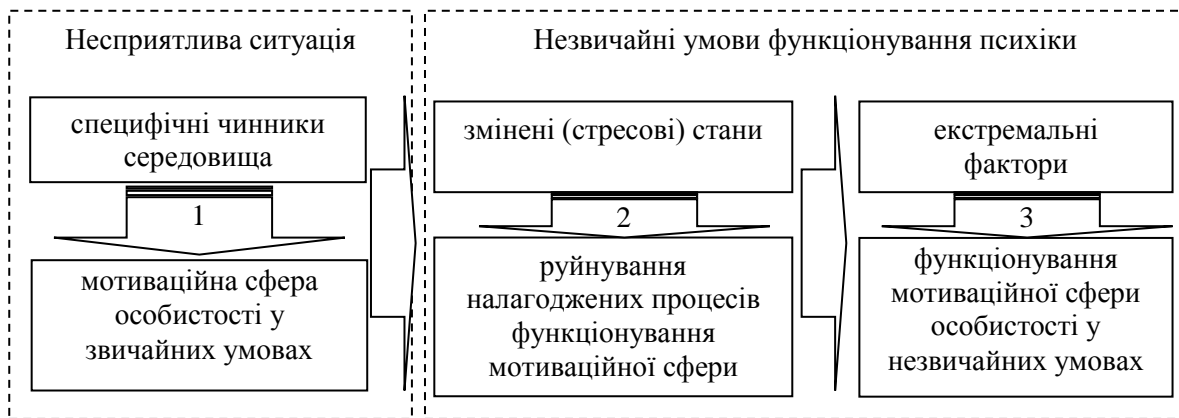 Несприятлива ситуація
специфічні чинники
середовища
1
мотиваційна сфера
особистості у
звичайних умовах
Незвичайні умови функціонування психіки
змінені (стресові) стани
2
руйнування
налагоджених процесів
функціонування
мотиваційної сфери
екстремальні
фактори
3
функціонування
мотиваційної сфери
особистості у
незвичайних умовах